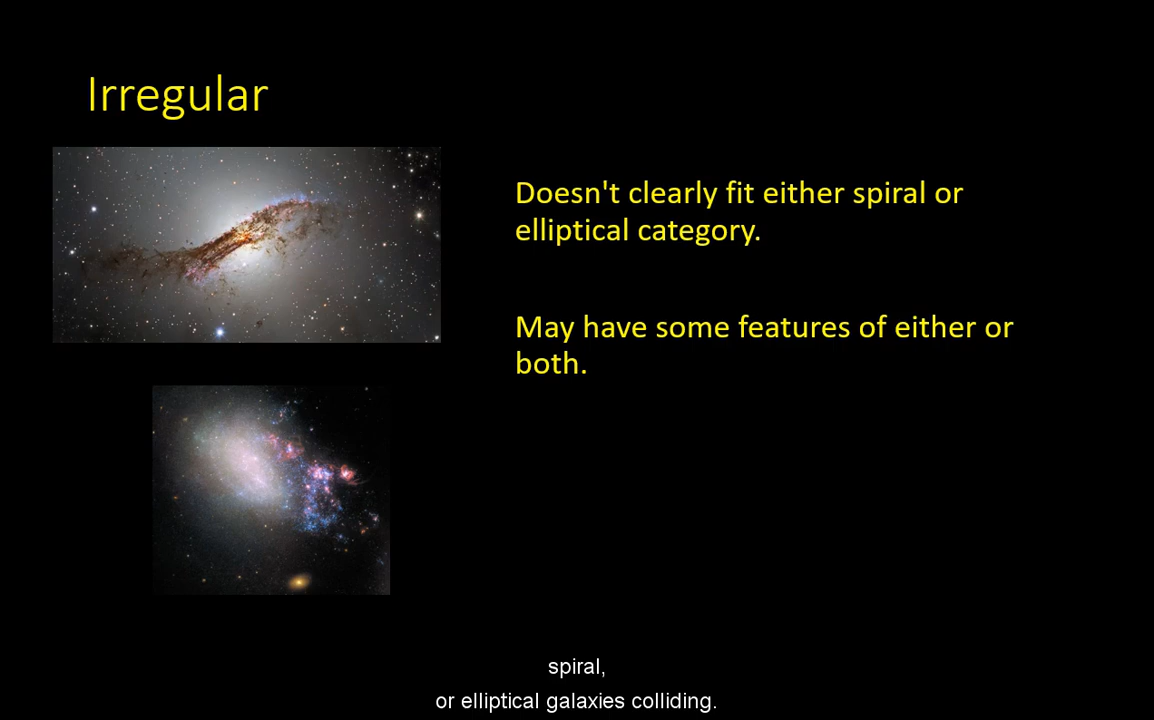 Irregular
Doesn't clearly fit either spiral or
elliptical category.
May have some features of either or
both.
spiral,
or elliptical galaxies colliding.